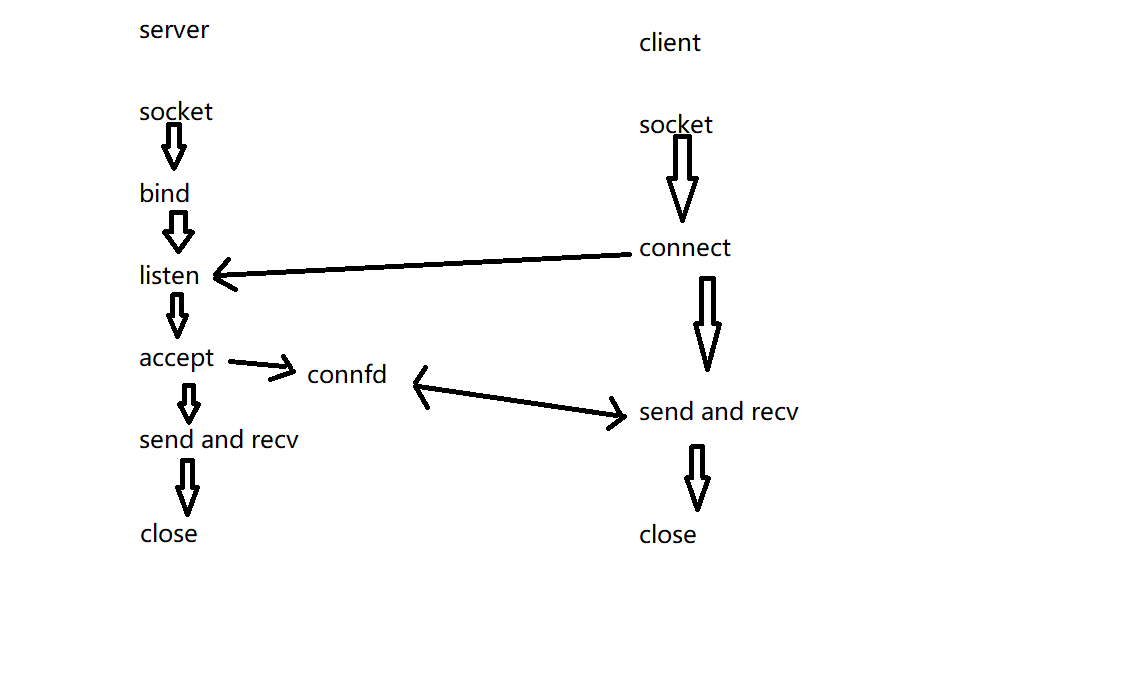 server
socket
bind
listen
accept
connfd
send and recv
close
client
socket
connect
send and recv
close